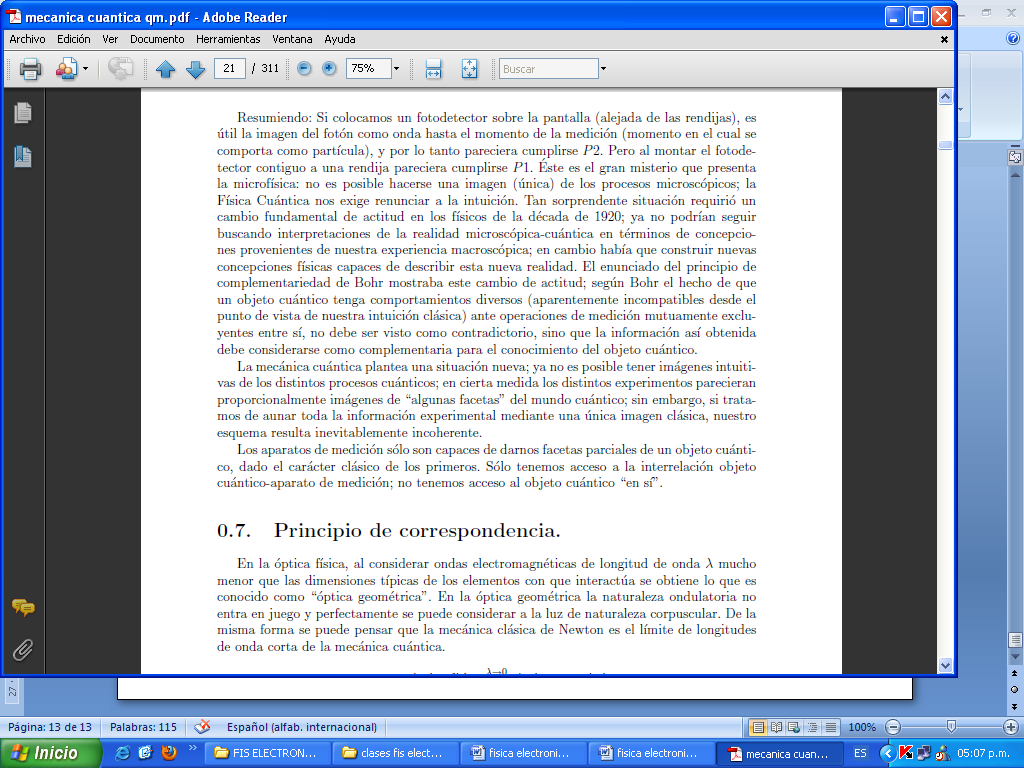 mecanica cuantica qm.pdf - Adobe Reader
Archivo Edición Ver Documento Herramientas Ventana Ayuda
21 / 311 75% Buscar
Resumiendo: Si colocamos un fotodetector sobre la pantalla (alejada de las rendijas), es
útil la imagen del fotón como onda hasta el momento de la medición (momento en el cual se
comporta como partícula), y por lo tanto pareciera cumplirse P2. Pero al montar el fotode-
tector contiguo a una rendija pareciera cumplirse P1. Éste es el gran misterio que presenta
la microfísica: no es posible hacerse una imagen (única) de los procesos microscópicos; la
Física Cuántica nos exige renunciar a la intuición. Tan sorprendente situación requirió un
cambio fundamental de actitud en los físicos de la década de 1920; ya no podrían seguir
buscando interpretaciones de la realidad microscópica-cuántica en términos de concepcio-
nes provenientes de nuestra experiencia macroscópica; en cambio había que construir nuevas
concepciones físicas capaces de describir esta nueva realidad. El enunciado del principio de
complementariedad de Bohr mostraba este cambio de actitud; según Bohr el hecho de que
un objeto cuántico tenga comportamientos diversos (aparentemente incompatibles desde el
punto de vista de nuestra intuición clásica) ante operaciones de medición mutuamente exclu-
yentes entre sí, no debe ser visto como contradictorio, sino que la información así obtenida
debe considerarse como complementaria para el conocimiento del objeto cuántico.
La mecánica cuántica plantea una situación nueva; ya no es posible tener imágenes intuiti-
vas de los distintos procesos cuánticos; en cierta medida los distintos experimentos parecieran
proporcionalmente imágenes de “algunas facetas” del mundo cuántico; sin embargo, si trata-
mos de aunar toda la información experimental mediante una única imagen clásica, nuestro
esquema resulta inevitablemente incoherente.
Los aparatos de medición sólo son capaces de darnos facetas parciales de un objeto cuánti-
co, dado el carácter clásico de los primeros. Sólo tenemos acceso a la interrelación objeto
cuántico-aparato de medición; no tenemos acceso al objeto cuántico “en sí”.
0.7. Principio de correspondencia.
En la óptica física, al considerar ondas electromagnéticas de longitud de onda λ mucho
menor que las dimensiones típicas de los elementos con que interactúa se obtiene lo que es
conocido como “óptica geométrica”. En la óptica geométrica la naturaleza ondulatoria no
entra en juego y perfectamente se puede considerar a la luz de naturaleza corpuscular. De la
misma forma se puede pensar que la mecánica clásica de Newton es el límite de longitudes
de onda corta de la mecánica cuántica.
λ→0
27
Página: 13 de 13 Palabras: 115 Español (alfab. internacional) 100%
Inicio FIS ELECTRON... clases fis elect... fisica electroni... fisica electroni... mecanica cuan... ES 05:07 p.m.